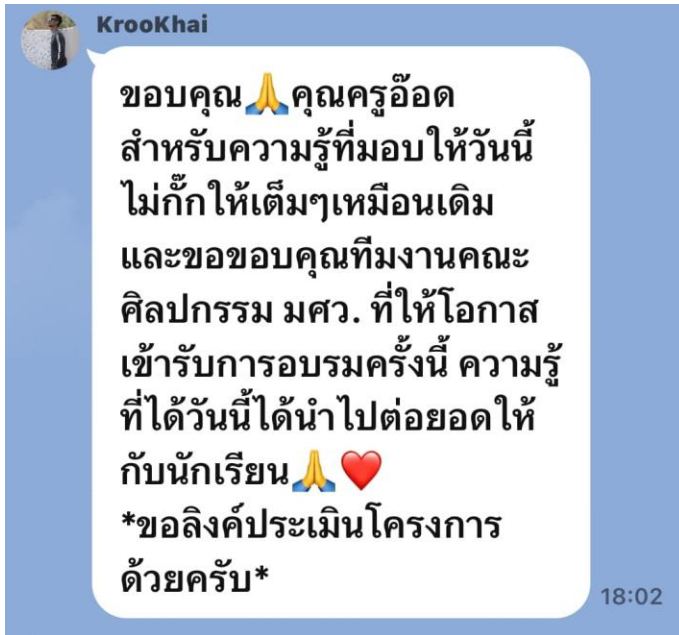 KrooKhai
ขอบคุณ🙏คุณครูอ๊อด
สำหรับความรู้ที่มอบให้วันนี้
ไม่กั๊กให้เต็มๆเหมือนเดิม
และขอขอบคุณทีมงานคณะ
ศิลปกรรม มศว. ที่ให้โอกาส
เข้ารับการอบรมครั้งนี้ ความรู้
ที่ได้วันนี้ได้นำไปต่อยอดให้
กับนักเรียน🙏❤️
*ขอลิงค์ประเมินโครงการ
ด้วยครับ*
18:02